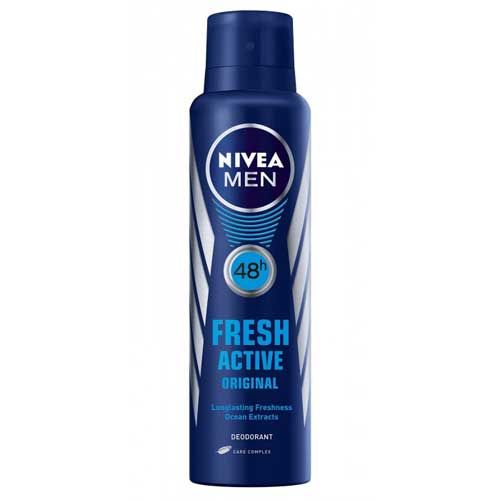 NIVEA
MEN
48h
FRESH
ACTIVE
ORIGINAL
Longlasting Freshness
Ocean Extracts
DEODORANT
CARE COMPLEX